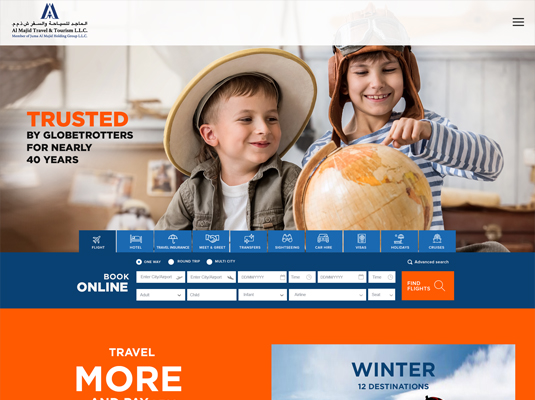 الماجد للسياحة والسفر ش.ذ.م.م
Al Majid Travel & Tourism L.L.C.
Member of Juma Al Majid Holding Group L.L.C.
TRUSTED
BY GLOBETROTTERS
FOR NEARLY
40 YEARS
FLIGHT
HOTEL
TRAVEL INSURANCE
MEET & GREET
TRANSFERS
SIGHTSEEING
CAR HIRE
VISAS
HOLIDAYS
CRUISES
ONE WAY
ROUND TRIP
MULTI CITY
Advanced search
BOOK
ONLINE
Enter City/Airport
Enter City/Airport
DD/MM/YYYY
Time
DD/MM/YYYY
Time
Adult
Child
Infant
Airline
FIND
FLIGHTS
TRAVEL
MORE
AND PAY
WINTER
12 DESTINATIONS